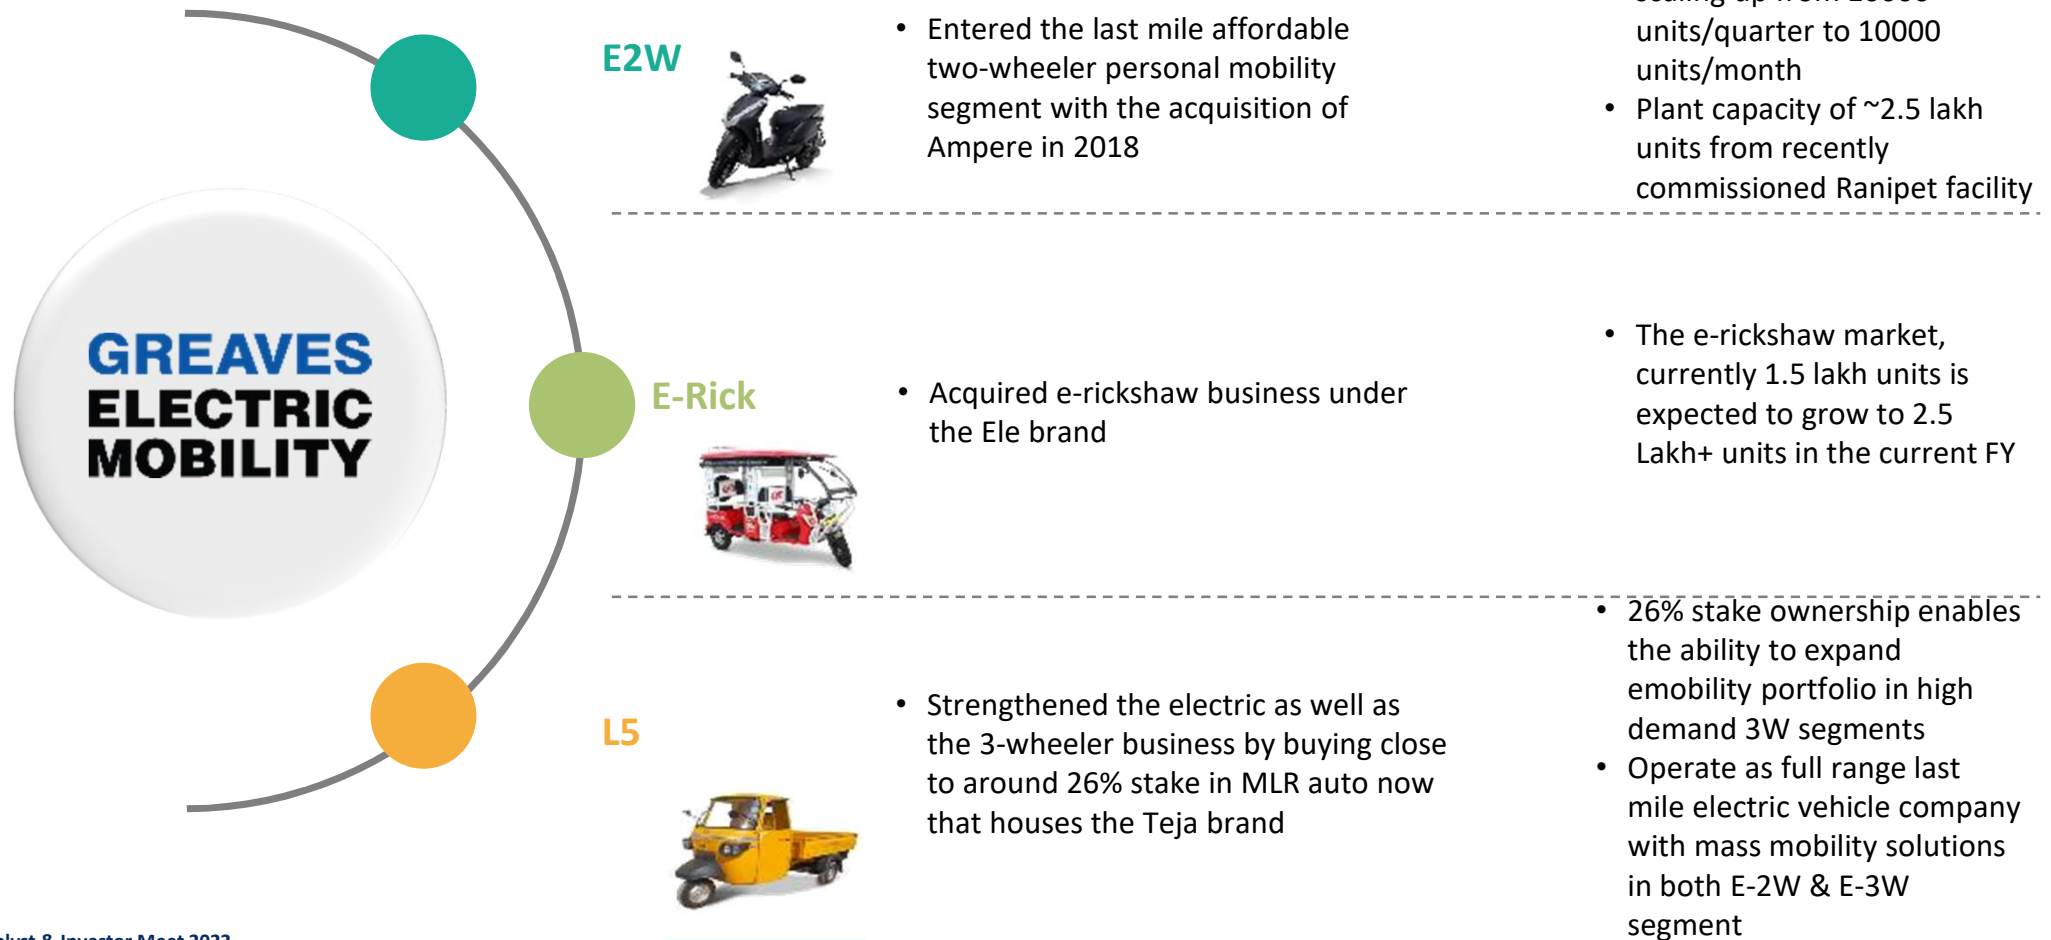 GREAVES
ELECTRIC
MOBILITY
E2W
• Entered the last mile affordable
two-wheeler personal mobility
segment with the acquisition of
Ampere in 2018
units/quarter to 10000
units/month
• Plant capacity of ~2.5 lakh
units from recently
commissioned Ranipet facility
E-Rick
• Acquired e-rickshaw business under
the Ele brand
• The e-rickshaw market,
currently 1.5 lakh units is
expected to grow to 2.5
Lakh+ units in the current FY
L5
• Strengthened the electric as well as
the 3-wheeler business by buying close
to around 26% stake in MLR auto now
that houses the Teja brand
• 26% stake ownership enables
the ability to expand
emobility portfolio in high
demand 3W segments
• Operate as full range last
mile electric vehicle company
with mass mobility solutions
in both E-2W & E-3W
segment